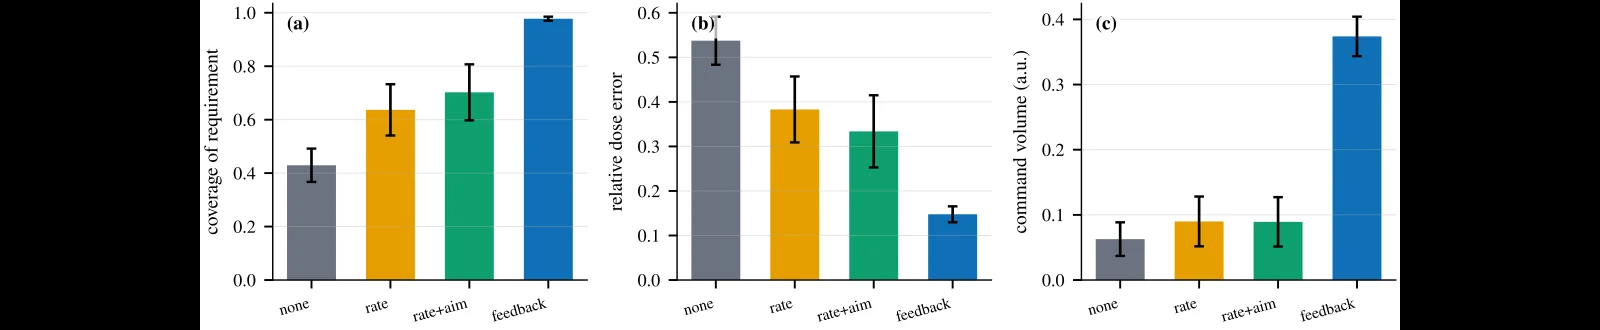 (a)
coverage of requirement
1.0
0.8
0.6
0.4
0.2
0.0
none
rate
rate+aim
feedback
(b)
relative dose error
0.6
0.5
0.4
0.3
0.2
0.1
0.0
none
rate
rate+aim
feedback
(c)
command volume (a.u.)
0.4
0.3
0.2
0.1
0.0
none
rate
rate+aim
feedback